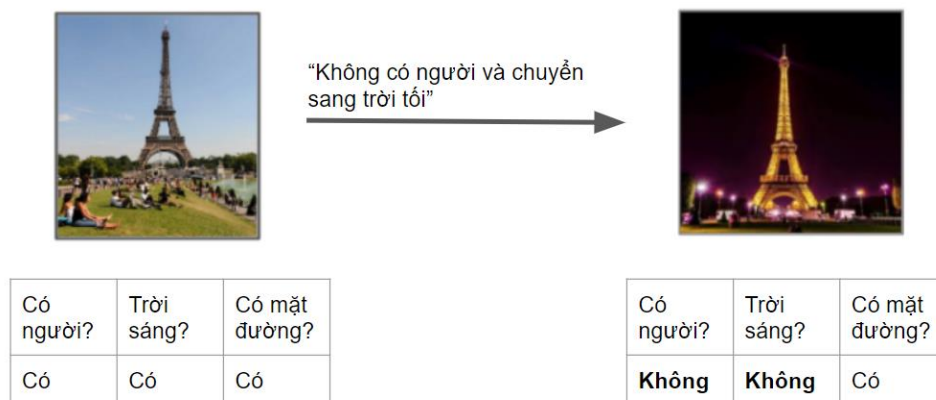 “Không có người và chuyển
sang trời tối”
Có người? Trời sáng? Có mặt đường?
Có Có Có
Có người? Trời sáng? Có mặt đường?
Không Không Có